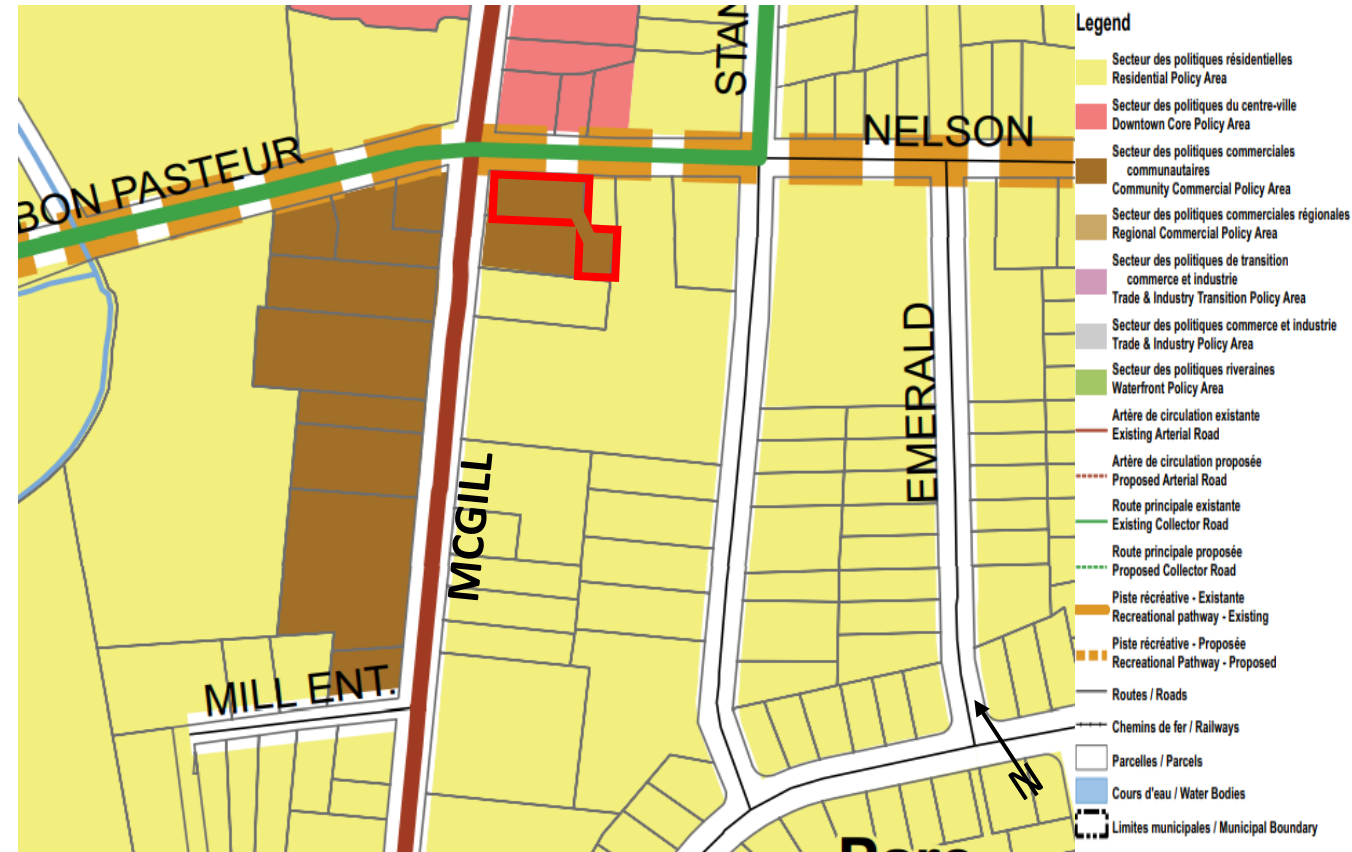 STAN
NELSON
BON PASTEUR
EMERALD
MCGILL
MILL ENT.
N
Parc
Legend
Secteur des politiques résidentielles
Residential Policy Area
Secteur des politiques du centre-ville
Downtown Core Policy Area
Secteur des politiques commerciales
communautaires
Community Commercial Policy Area
Secteur des politiques commerciales régionales
Regional Commercial Policy Area
Secteur des politiques de transition
commerce et industrie
Trade & Industry Transition Policy Area
Secteur des politiques commerce et industrie
Trade & Industry Policy Area
Secteur des politiques riveraines
Waterfront Policy Area
Artère de circulation existante
Existing Arterial Road
Artère de circulation proposée
Proposed Arterial Road
Route principale existante
Existing Collector Road
Route principale proposée
Proposed Collector Road
Piste récréative - Existante
Recreational pathway - Existing
Piste récréative - Proposée
Recreational Pathway - Proposed
Routes / Roads
Chemins de fer / Railways
Parcelles / Parcels
Cours d'eau / Water Bodies
Limites municipales / Municipal Boundary